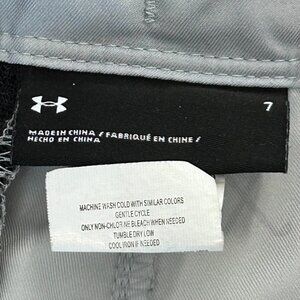 7
MADE IN CHINA / FABRIQUÉ EN CHINE /
HECHO EN CHINA
MACHINE WASH COLD WITH SIMILAR COLORS
GENTLE CYCLE
ONLY NON-CHLORINE BLEACH WHEN NEEDED
TUMBLE DRY LOW
COOL IRON IF NEEDED